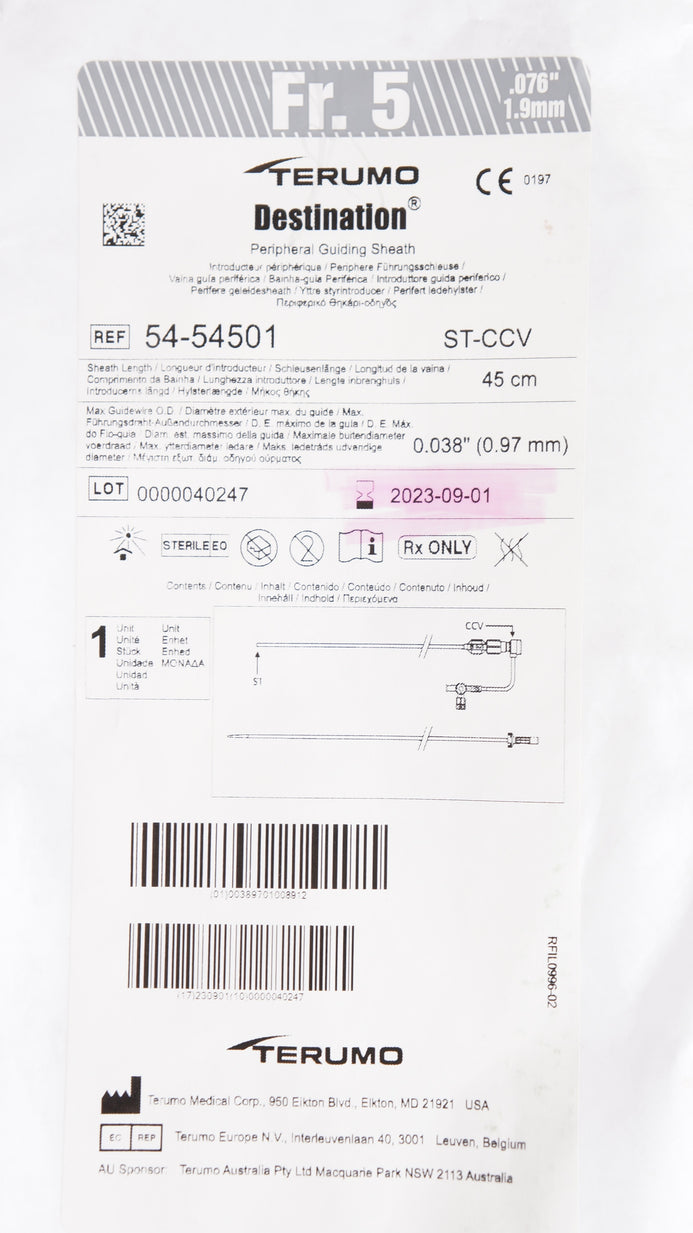 Fr. 5
.076"
1.9mm
TERUMO
CE 0197
Destination®
Peripheral Guiding Sheath
Introducteur périphérique / Periphere Führungsschleuse /
Vaina guía periférica / Bainha-guia Periférica / Introduttore guida periferico /
Perifere geleidesheath / Yttre styrintroducer / Perifert ledehylster /
Περιφερικό Θηκάρι-οδηγός
REF 54-54501 ST-CCV
Sheath Length / Longueur d'introducteur / Schleusenlänge / Longitud de la vaina /
Comprimento da Bainha / Lunghezza introduttore / Lengte inbrenghuls /
Introducerns längd / Hylsterlængde / Μήκος θήκης
45 cm
Max. Guidewire O.D. / Diamètre extérieur max. du guide / Max.
Führungsdraht-Außendurchmesser / D. E. máximo de la guía / D. E. Máx.
do Fio-guia / Diam. est. massimo della guida / Maximale buitendiameter
voerdraad / Max. ytterdiameter ledare / Maks. ledetråds udvendige
diameter / Μέγιστη εξωτ. διάμ. οδηγού σύρματος
0.038" (0.97 mm)
LOT 0000040247
2023-09-01
STERILE EO
2
i
Rx ONLY
Contents / Contenu / Inhalt / Contenido / Conteúdo / Contenuto / Inhoud /
Innehåll / Indhold / Περιεχόμενα
1
Unit Unit
Unité Enhet
Stück Enhed
Unidade ΜΟΝΑΔΑ
Unidad
Unità
CCV
ST
(01)00389701008912
(17)230901(10)0000040247
RFIL0996-02
TERUMO
Terumo Medical Corp., 950 Elkton Blvd., Elkton, MD 21921 USA
EC REP Terumo Europe N.V., Interleuvenlaan 40, 3001 Leuven, Belgium
AU Sponsor: Terumo Australia Pty Ltd Macquarie Park NSW 2113 Australia